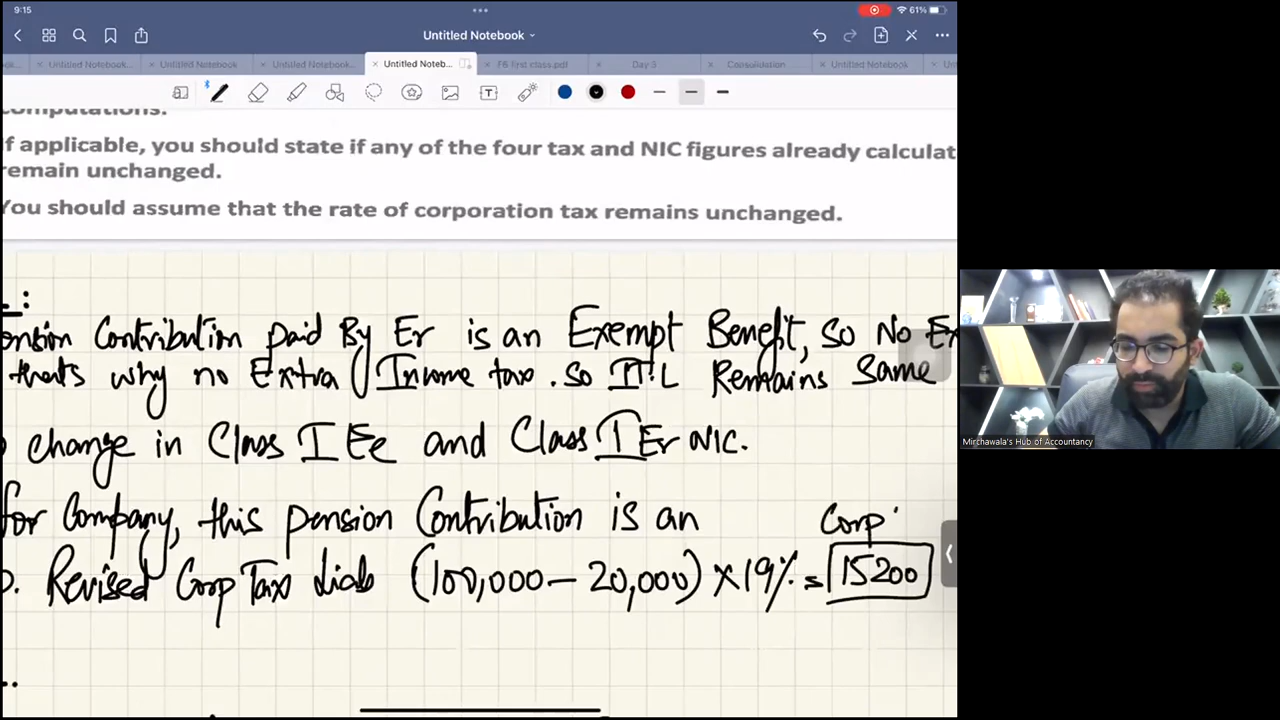 9:15
61%
Untitled Notebook
Untitled Notebook...
Untitled Notebook
Untitled Notebook..
Untitled Noteb...
F6 first class.pdf
Day 3
Consolidation
Untitled Notebook
computations.
If applicable, you should state if any of the four tax and NIC figures already calculat
remain unchanged.
You should assume that the rate of corporation tax remains unchanged.
ension Contribution paid By Er is an Exempt Benefit, So No Ex
thats why no Extra Income tax . So IT.L Remains Same
change in Class I Ee and Class I Er NIC.
for Company, this pension Contribution is an
Corp
Revised Corp Tax Liab (100,000 - 20,000) × 19% = 15200
Mirchawala's Hub of Accountancy